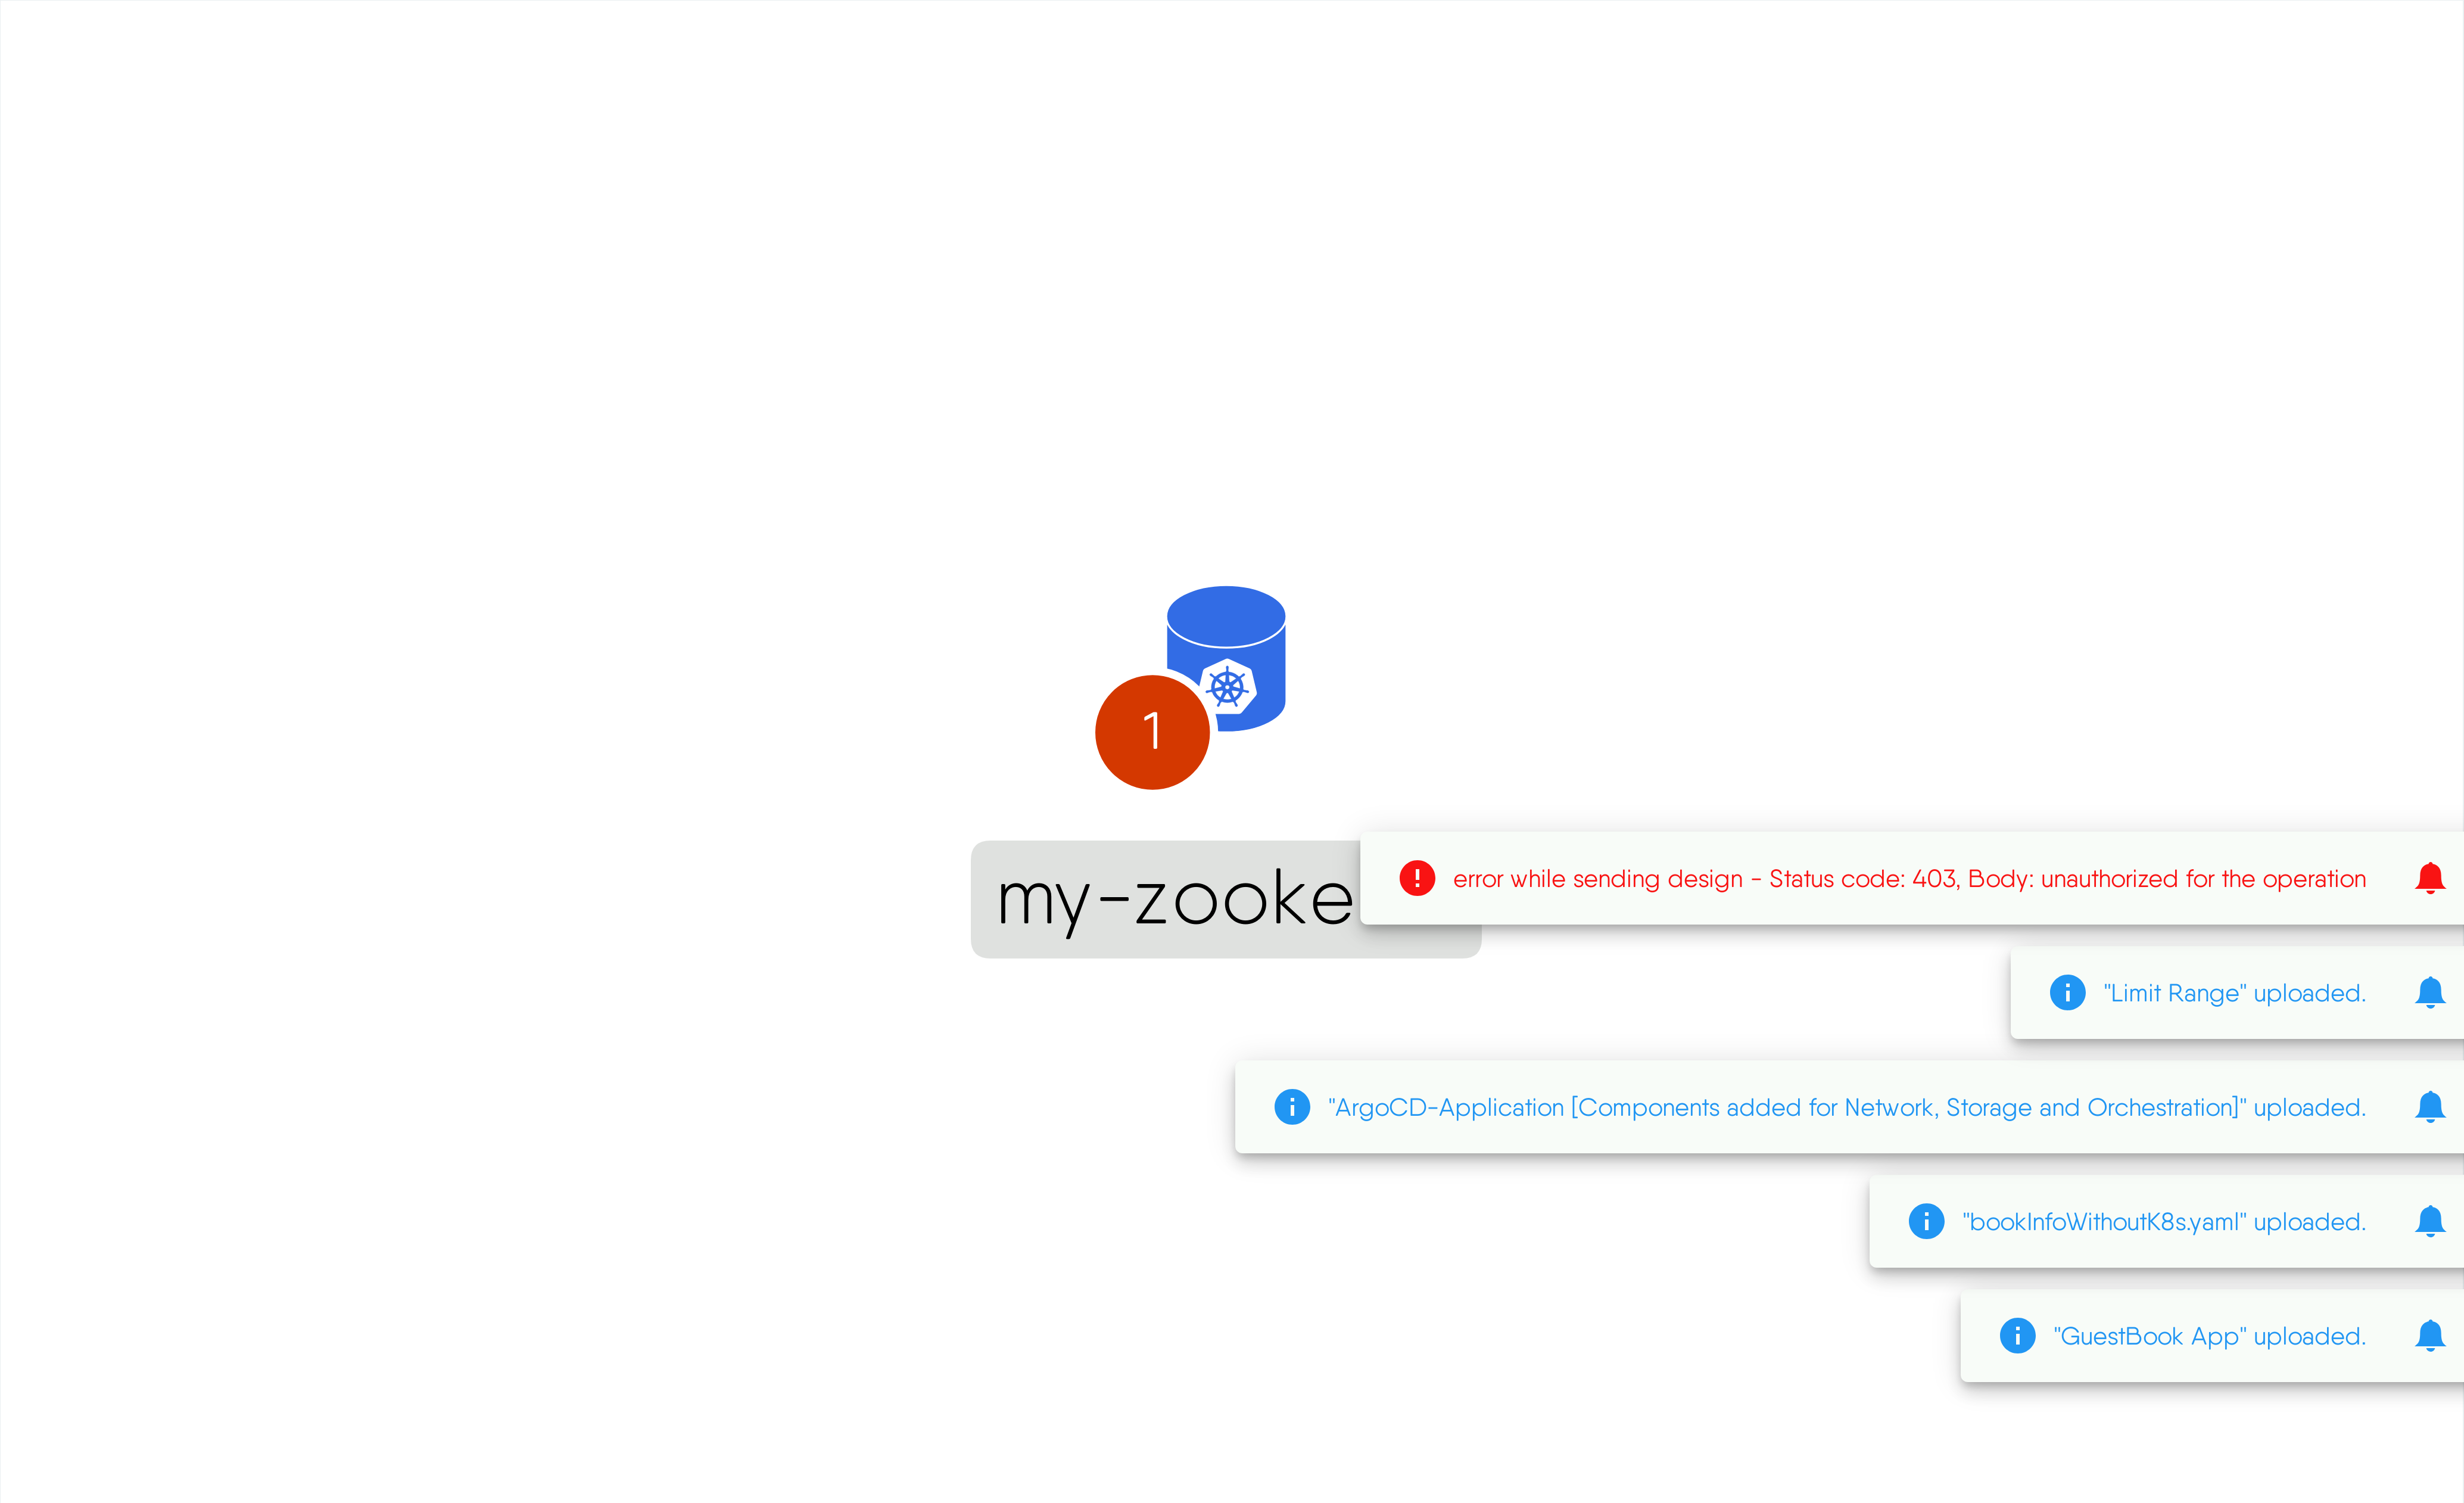 1
my-zooke
error while sending design - Status code: 403, Body: unauthorized for the operation
"Limit Range" uploaded.
"ArgoCD-Application [Components added for Network, Storage and Orchestration]" uploaded.
"bookInfoWithoutK8s.yaml" uploaded.
"GuestBook App" uploaded.